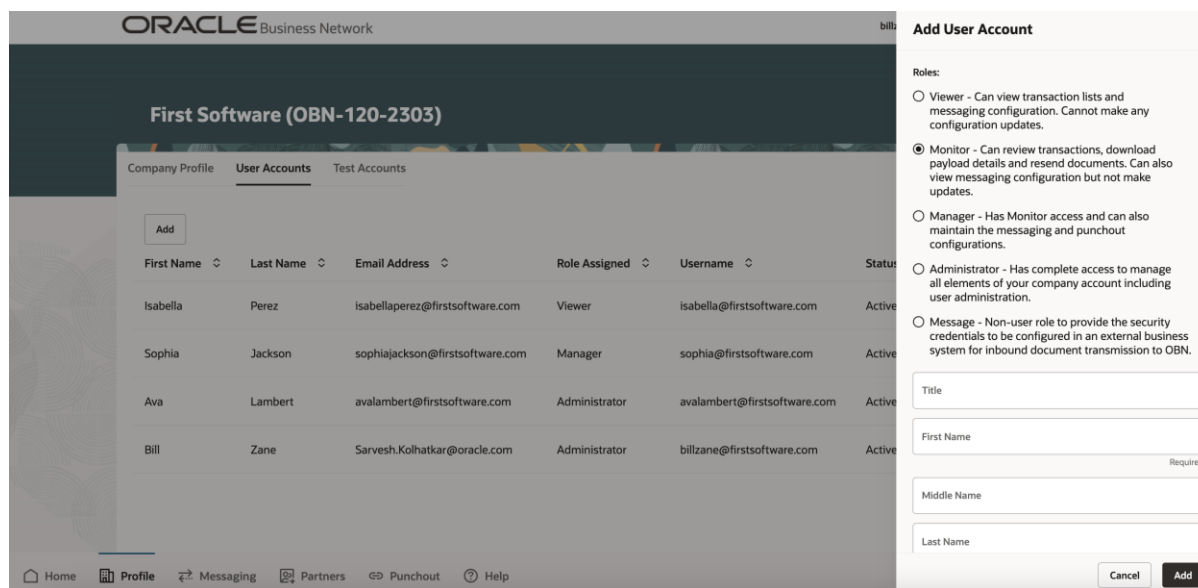 ORACLE Business Network
First Software (OBN-120-2303)
Company Profile User Accounts Test Accounts
Add
First Name Last Name Email Address Role Assigned Username Status
Isabella Perez isabellaperez@firstsoftware.com Viewer isabella@firstsoftware.com Active
Sophia Jackson sophiajackson@firstsoftware.com Manager sophia@firstsoftware.com Active
Ava Lambert avalambert@firstsoftware.com Administrator avalambert@firstsoftware.com Active
Bill Zane Sarvesh.Kolhatkar@oracle.com Administrator billzane@firstsoftware.com Active
Home Profile Messaging Partners Punchout Help
Add User Account
Roles:
Viewer - Can view transaction lists and
messaging configuration. Cannot make any
configuration updates.
Monitor - Can review transactions, download
payload details and resend documents. Can also
view messaging configuration but not make
updates.
Manager - Has Monitor access and can also
maintain the messaging and punchout
configurations.
Administrator - Has complete access to manage
all elements of your company account including
user administration.
Message - Non-user role to provide the security
credentials to be configured in an external business
system for inbound document transmission to OBN.
Title
First Name
Require
Middle Name
Last Name
Cancel Add